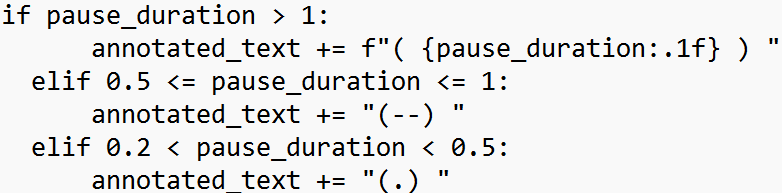 if pause_duration > 1:
      annotated_text += f"( {pause_duration:.1f} ) "
  elif 0.5 <= pause_duration <= 1:
      annotated_text += "(--) "
  elif 0.2 < pause_duration < 0.5:
      annotated_text += "(.) "